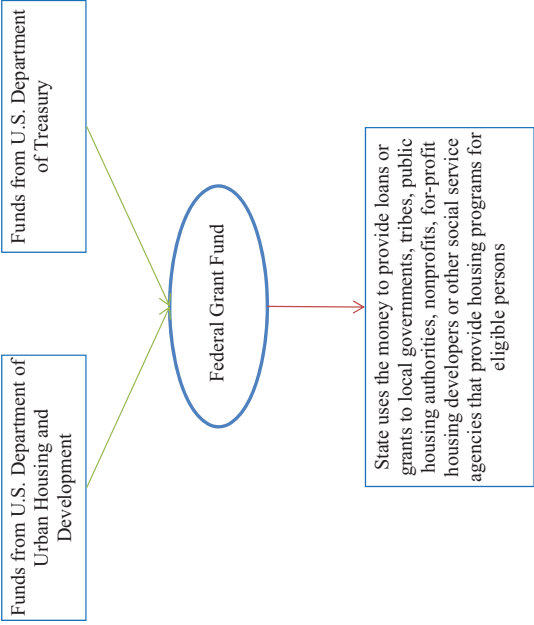 Funds from U.S. Department of
Urban Housing and
Development
Funds from U.S. Department
of Treasury
Federal Grant Fund
State uses the money to provide loans or
grants to local governments, tribes, public
housing authorities, nonprofits, for-profit
housing developers or other social service
agencies that provide housing programs for
eligible persons